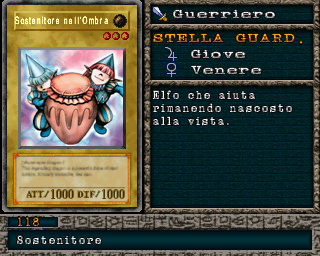 Sostenitore nell'Ombra
ATT/1000 DIF/1000
Guerriero
STELLA GUARD.
Giove
Venere
Elfo che aiuta
rimanendo nascosto
alla vista.
118
Sostenitore